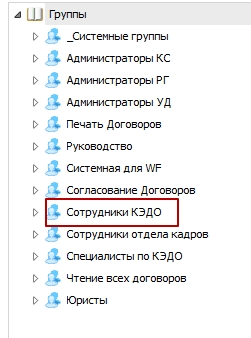 Группы
_Системные группы
Администраторы КС
Администраторы РГ
Администраторы УД
Печать Договоров
Руководство
Системная для WF
Согласование Договоров
Сотрудники КЭДО
Сотрудники отдела кадров
Специалисты по КЭДО
Чтение всех договоров
Юристы